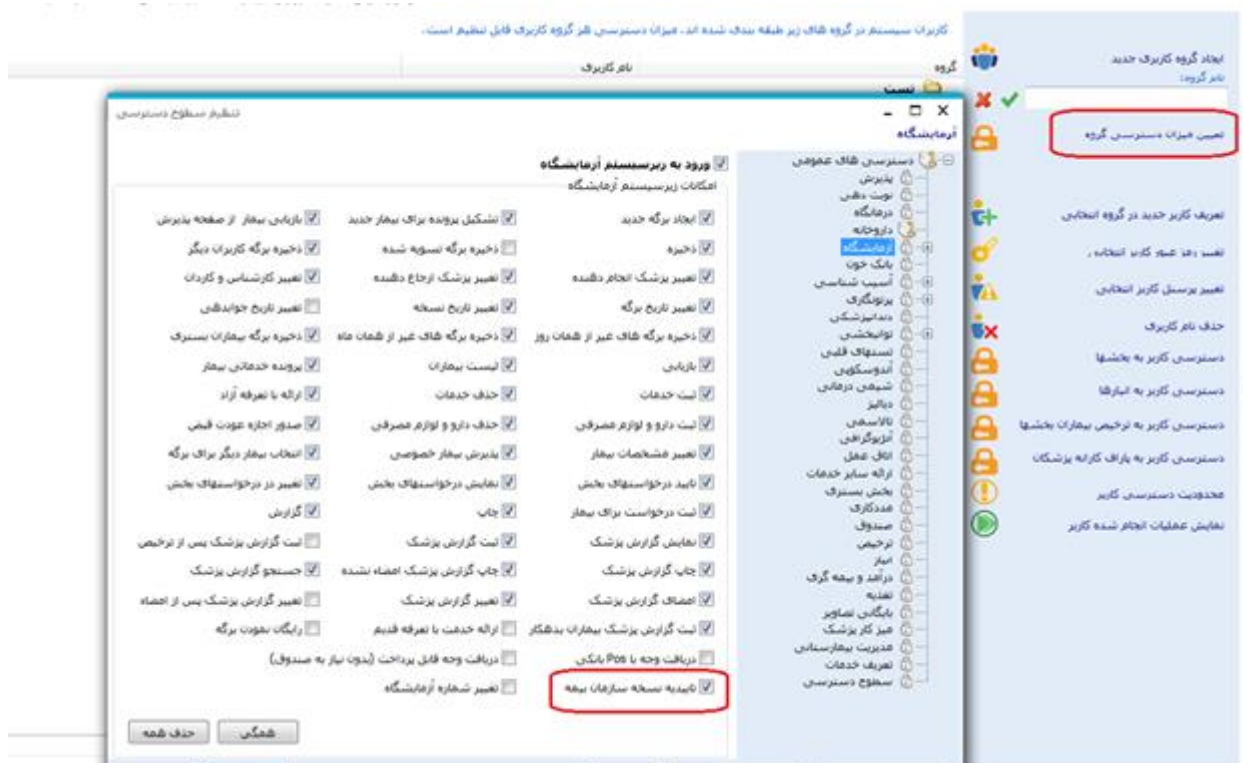 کاربران سیستم در گروه های زیر طبقه بندی شده اند، میزان دسترسی هر گروه کاربری قابل تنظیم است.
ایجاد گروه کاربری جدید
نام گروه:
تعیین میزان دسترسی گروه
تعریف کاربر جدید در گروه انتخابی
تغییر رمز عبور کاربر انتخابی
تغییر پرسنل کاربر انتخابی
حذف نام کاربری
دسترسی کاربر به بخشها
دسترسی کاربر به انبارها
دسترسی کاربر به ترخیص بیماران بخشها
دسترسی کاربر به پاراف کارانه پزشکان
محدودیت دسترسی کاربر
نمایش عملیات انجام شده کاربر
گروه نام کاربری
تست
تنظیم سطوح دسترسی
آزمایشگاه
دسترسی های عمومی
پذیرش
نوبت دهی
درمانگاه
داروخانه
آزمایشگاه
بانک خون
آسیب شناسی
پرتونگاری
دندانپزشکی
توانبخشی
تستهای قلبی
آندوسکوپی
شیمی درمانی
دیالیز
تالاسمی
آنژیوگرافی
اتاق عمل
ارائه سایر خدمات
بخش بستری
مددکاری
صندوق
ترخیص
انبار
درآمد و بیمه گری
تغذیه
بایگانی تصاویر
میز کار پزشک
مدیریت بیمارستانی
تعریف خدمات
سطوح دسترسی
ورود به زیرسیستم آزمایشگاه
امکانات زیرسیستم آزمایشگاه
ایجاد برگه جدید تشکیل پرونده برای بیمار جدید بازیابی بیمار از صفحه پذیرش
ذخیره ذخیره برگه تسویه شده ذخیره برگه کاربران دیگر
تغییر پزشک انجام دهنده تغییر پزشک ارجاع دهنده تغییر کارشناس و کاردان
تغییر تاریخ برگه تغییر تاریخ نسخه تغییر تاریخ جوابدهی
ذخیره برگه های غیر از همان روز ذخیره برگه های غیر از همان ماه ذخیره برگه بیماران بستری
بازیابی لیست بیماران پرونده خدماتی بیمار
ثبت خدمات حذف خدمات ارائه با تعرفه آزاد
ثبت دارو و لوازم مصرفی حذف دارو و لوازم مصرفی صدور اجازه عودت قبض
تغییر مشخصات بیمار پذیرش بیمار خصوصی انتخاب بیمار دیگر برای برگه
تایید درخواستهای بخش نمایش درخواستهای بخش تغییر در درخواستهای بخش
ثبت درخواست برای بیمار چاپ گزارش
نمایش گزارش پزشک ثبت گزارش پزشک ثبت گزارش پزشک پس از ترخیص
چاپ گزارش پزشک چاپ گزارش پزشک امضاء نشده جستجو گزارش پزشک
امضای گزارش پزشک تغییر گزارش پزشک تغییر گزارش پزشک پس از امضاء
ثبت گزارش پزشک بیماران بدهکار ارائه خدمت با تعرفه قدیم رایگان نمودن برگه
دریافت وجه با Pos بانکی دریافت وجه قابل پرداخت (بدون نیاز به صندوق)
تاییدیه نسخه سازمان بیمه تغییر شماره آزمایشگاه
همگی حذف همه